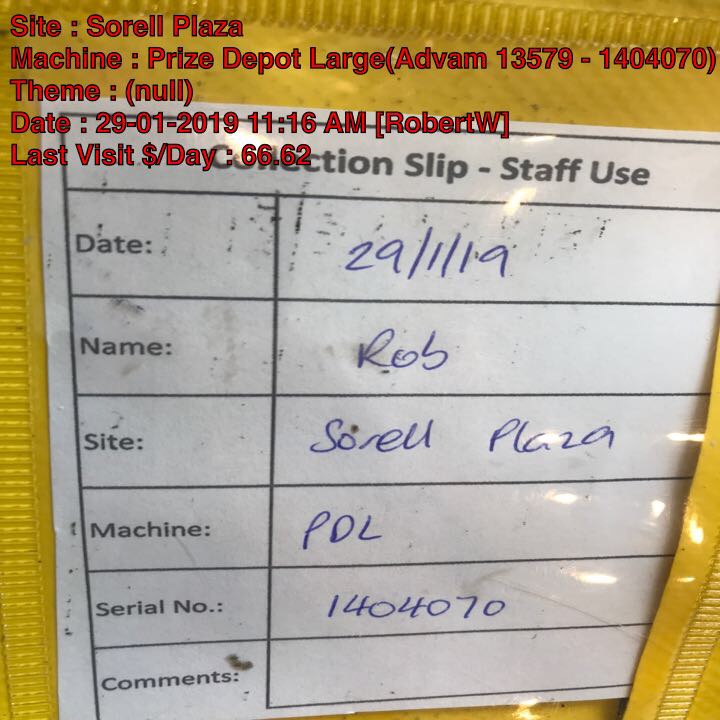 Site : Sorell Plaza
Machine : Prize Depot Large(Advam 13579 - 1404070)
Theme : (null)
Date : 29-01-2019 11:16 AM [RobertW]
Last Visit $/Day : 66.62
Collection Slip - Staff Use
Date: 29/1/19
Name: Rob
Site: Sorell Plaza
Machine: PDL
Serial No.: 1404070
Comments: